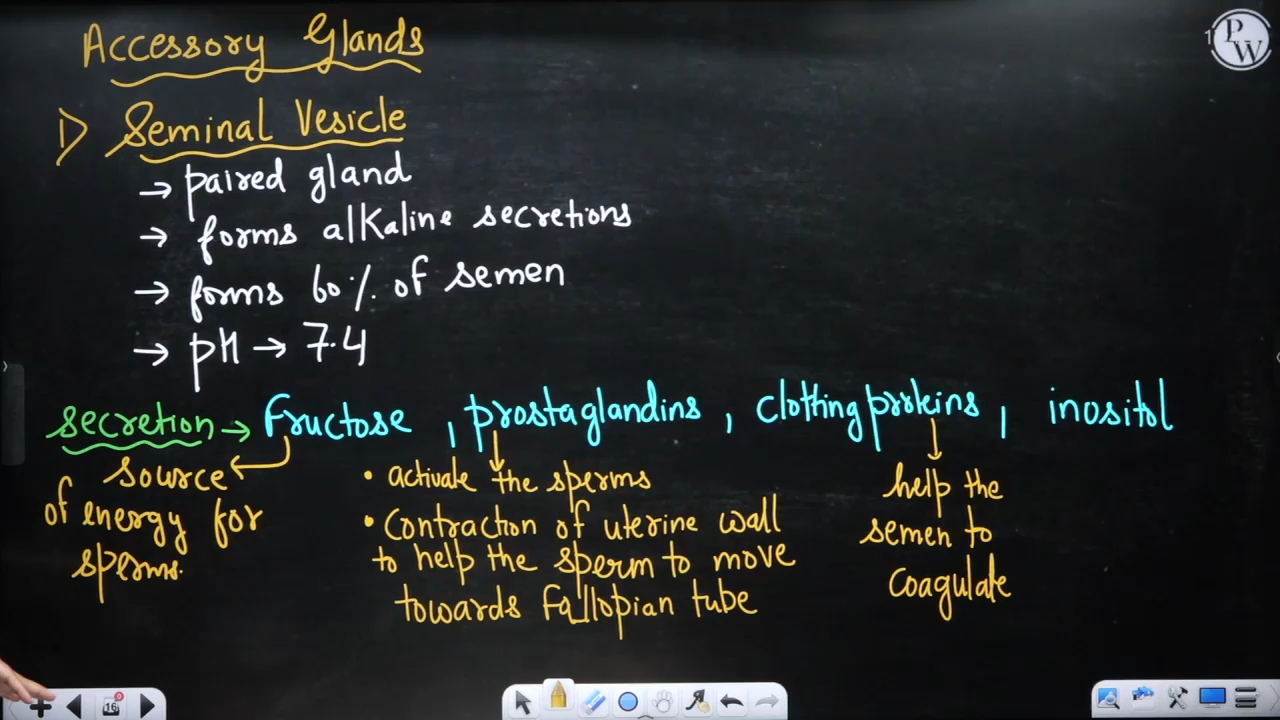 Accessory Glands
1) Seminal Vesicle
→ paired gland
→ forms alkaline secretions
→ forms 60% of semen
→ pH → 7.4
secretion → Fructose, prostaglandins, clotting proteins, inositol
source of energy for sperms.
• activate the sperms
• Contraction of uterine wall
to help the sperm to move
towards fallopian tube
help the
semen to
coagulate
PW
16